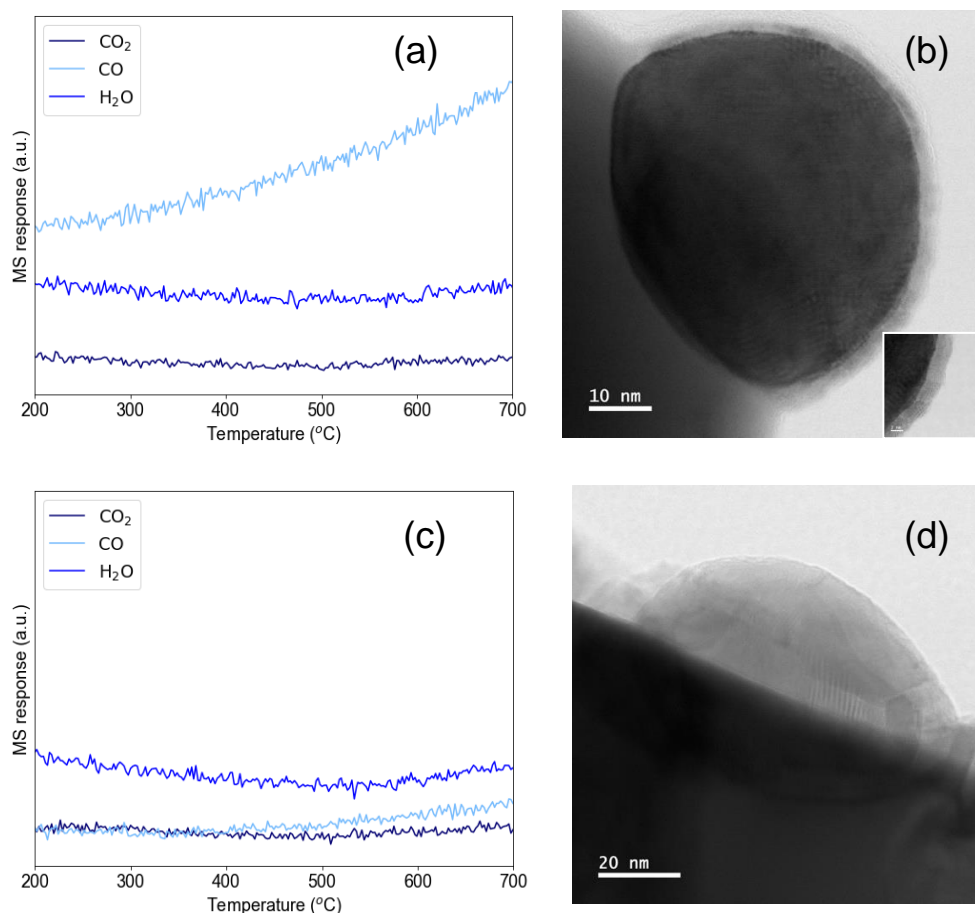 CO₂
CO
H₂O
(a)
MS response (a.u.)
200 300 400 500 600 700
Temperature (°C)
(b)
10 nm
CO₂
CO
H₂O
(c)
MS response (a.u.)
200 300 400 500 600 700
Temperature (°C)
(d)
20 nm